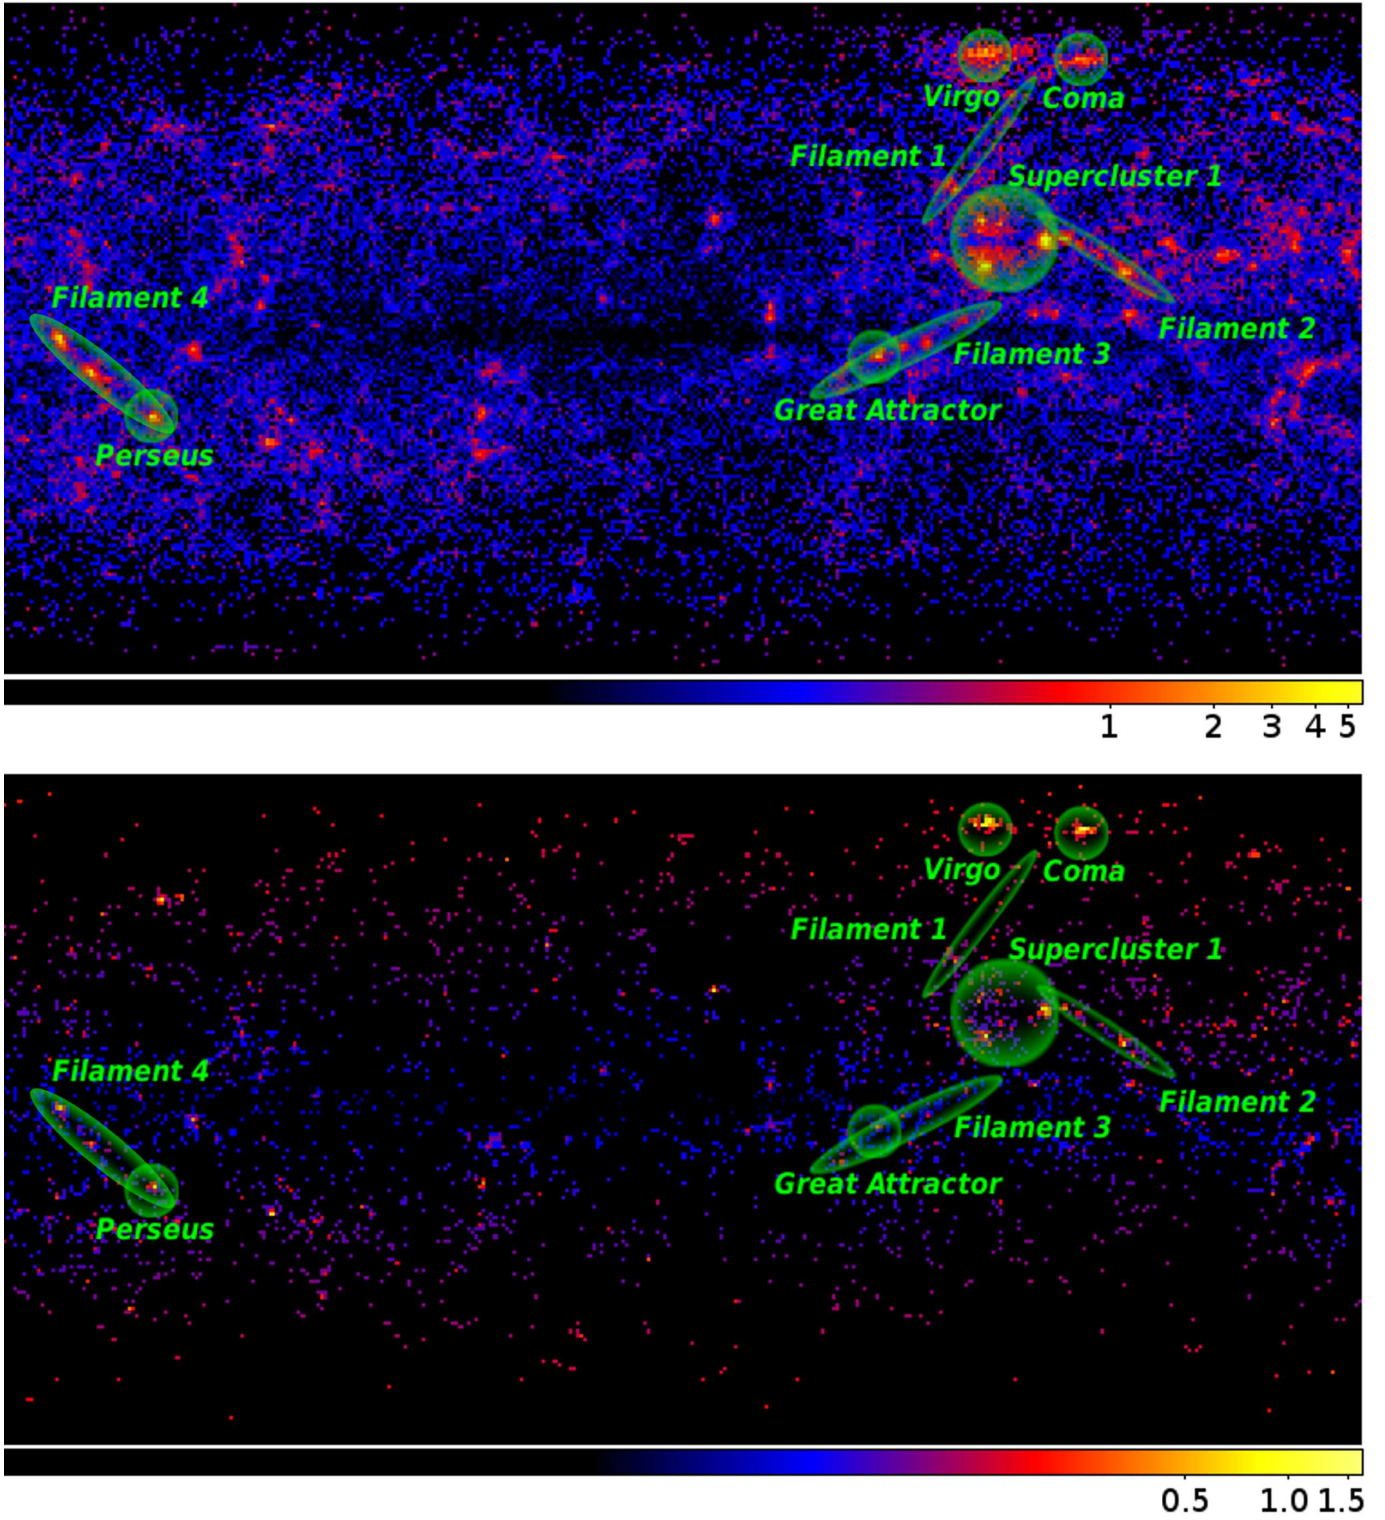 Virgo Coma
Filament 1
Supercluster 1
Filament 4
Filament 2
Filament 3
Great Attractor
Perseus
1 2 3 4 5
Virgo Coma
Filament 1
Supercluster 1
Filament 4
Filament 2
Filament 3
Great Attractor
Perseus
0.5 1.0 1.5